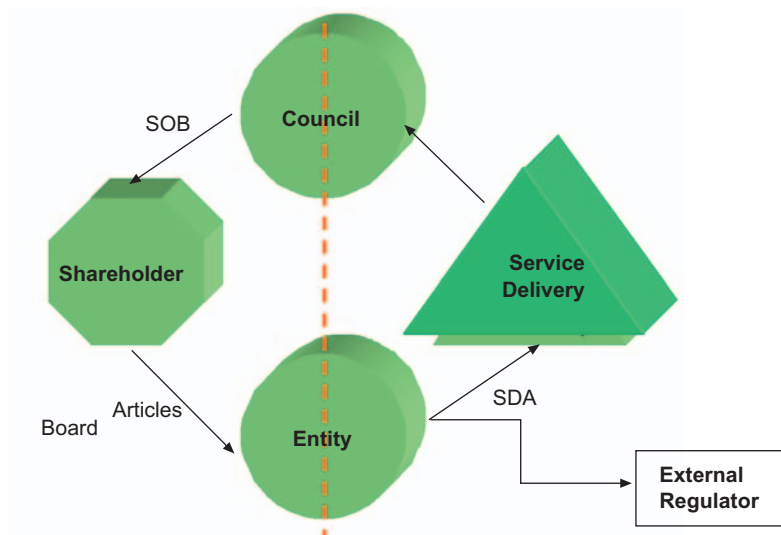 Council
SOB
Shareholder
Service
Delivery
Articles
Board
SDA
Entity
External
Regulator